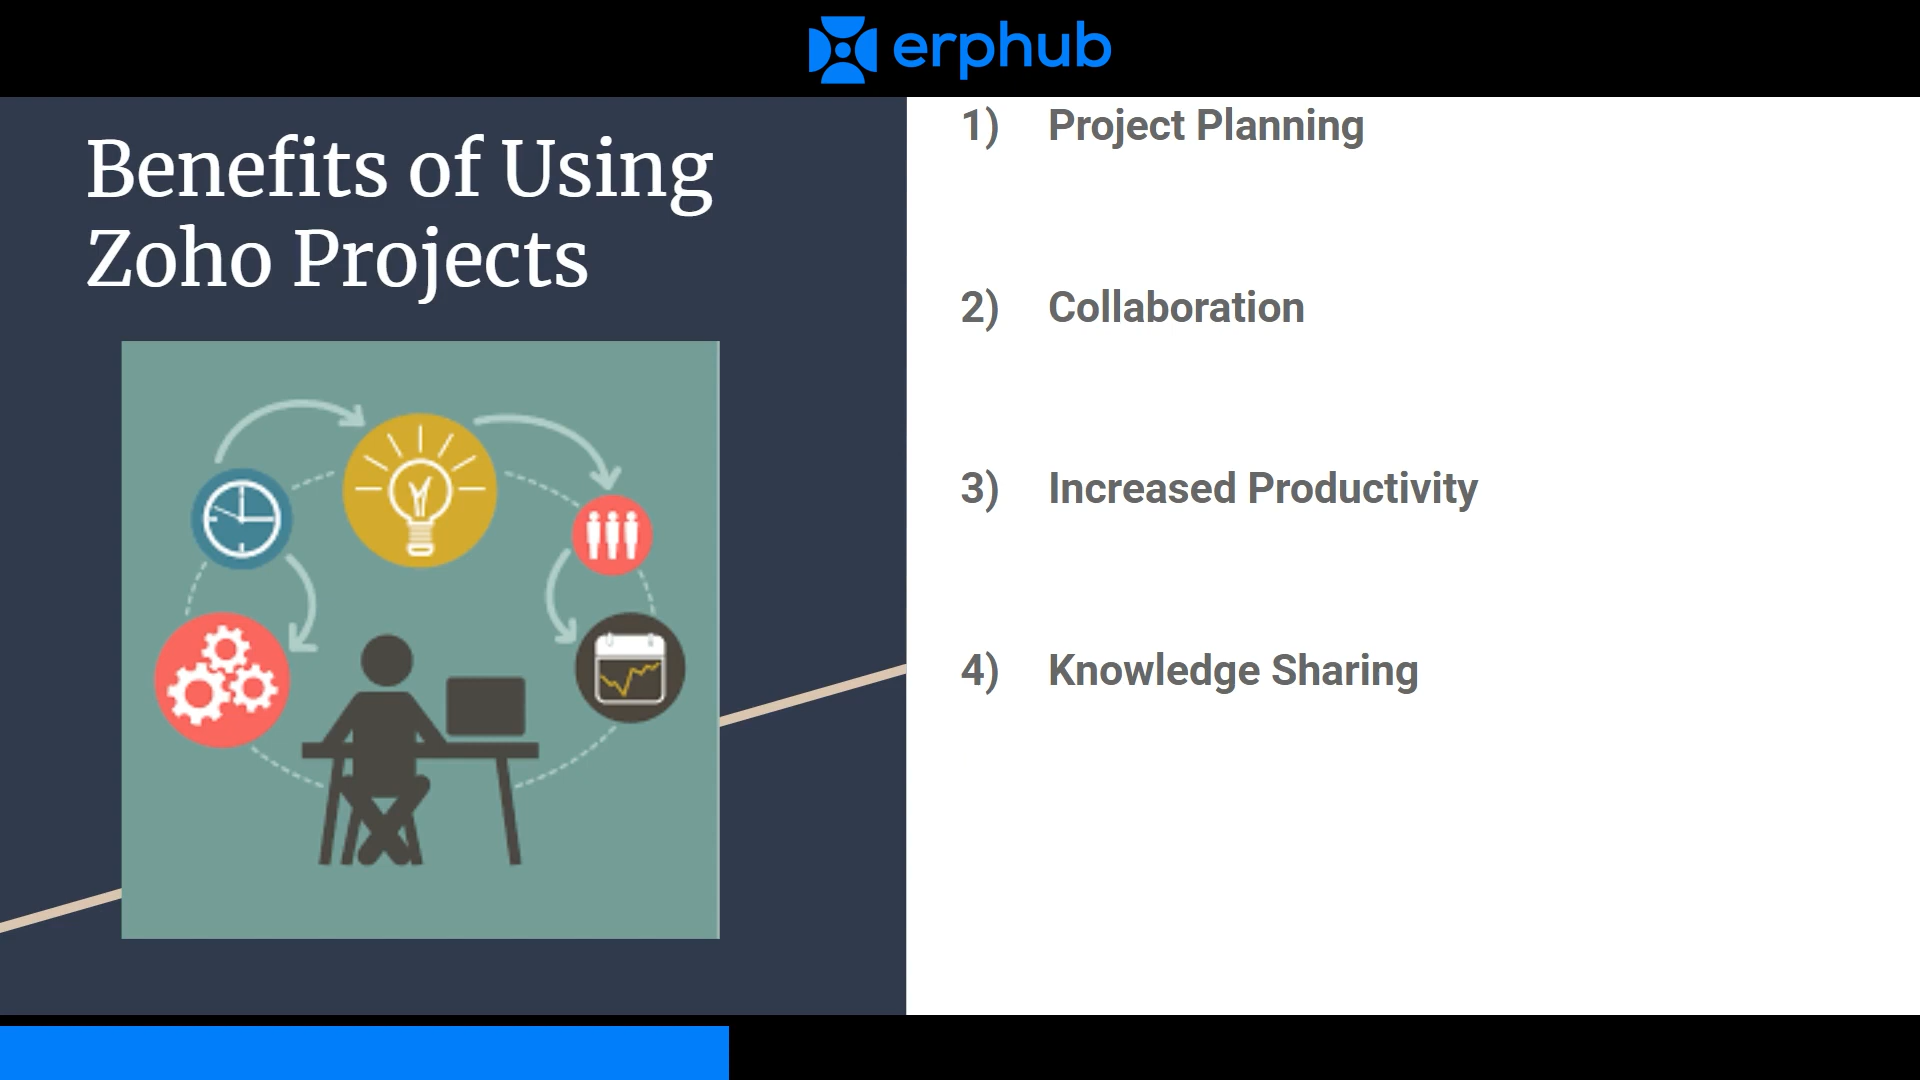 erphub
Benefits of Using
Zoho Projects
1) Project Planning
2) Collaboration
3) Increased Productivity
4) Knowledge Sharing